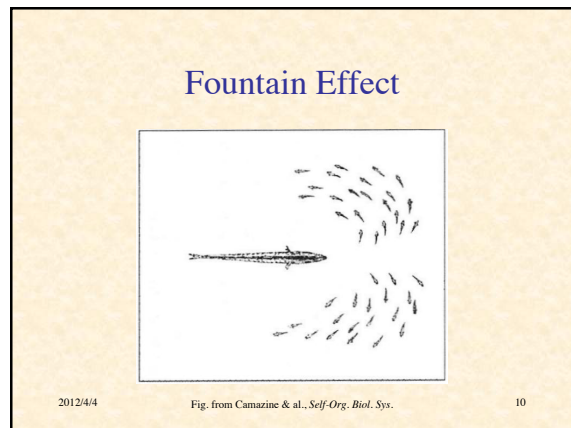 Fountain Effect
2012/4/4 Fig. from Camazine & al., Self-Org. Biol. Sys. 10